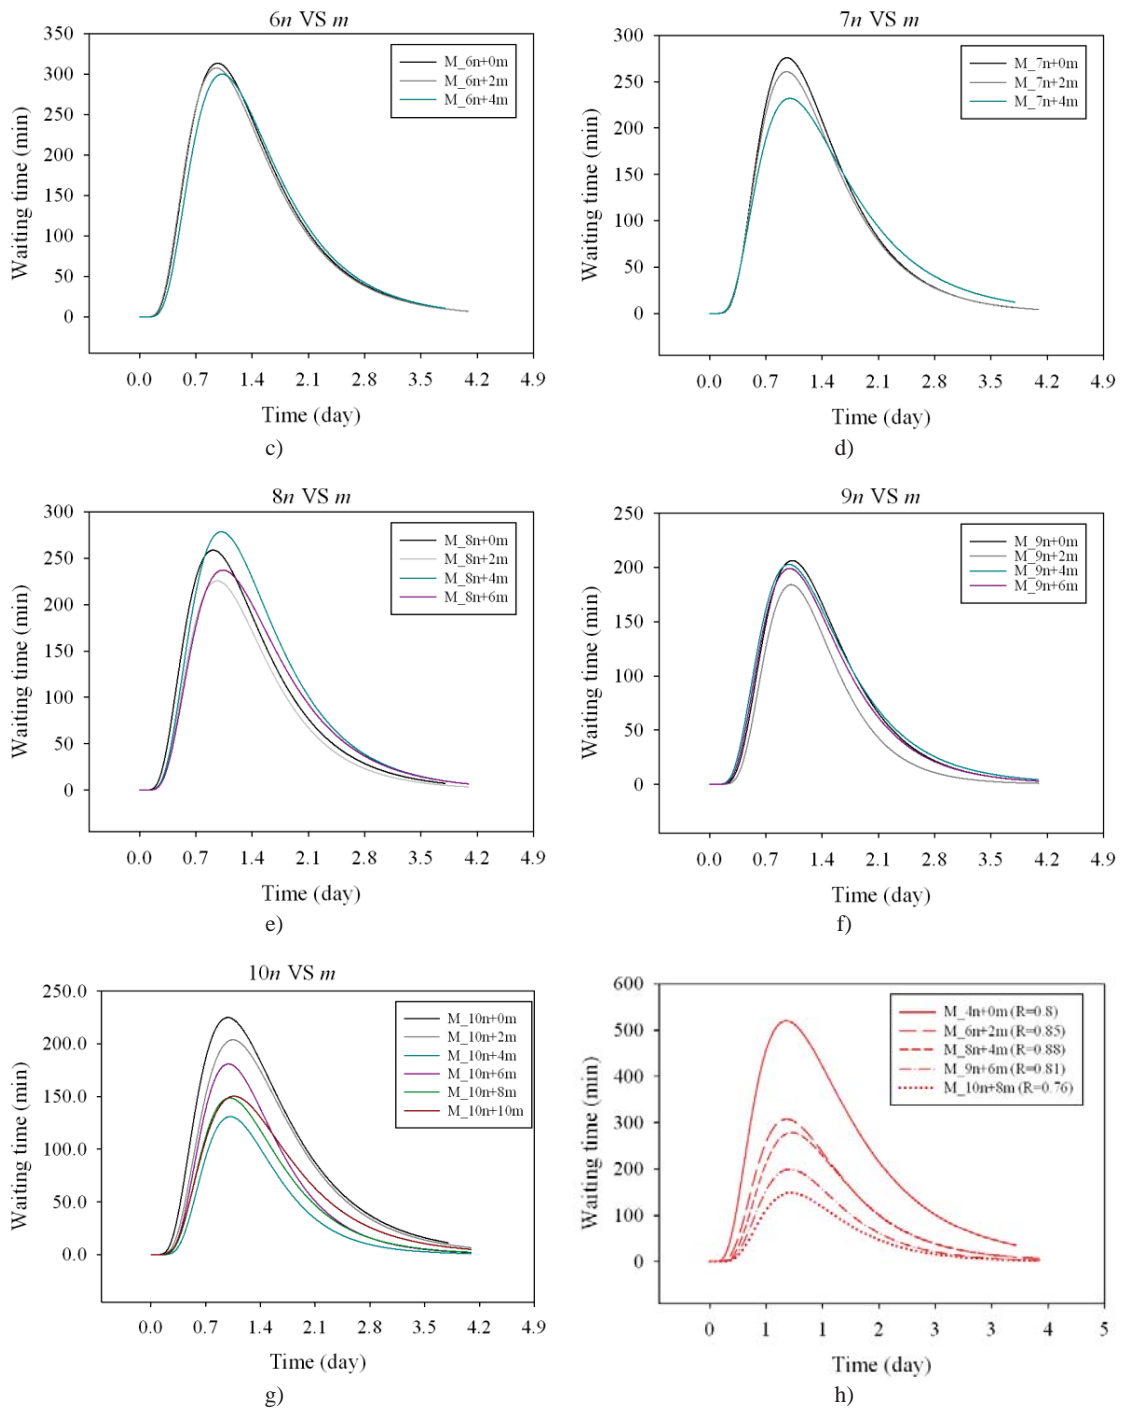 6n VS m
350
300
250
200
150
100
50
0
Waiting time (min)
M_6n+0m
M_6n+2m
M_6n+4m
0.0 0.7 1.4 2.1 2.8 3.5 4.2 4.9
Time (day)
c)
7n VS m
300
250
200
150
100
50
0
Waiting time (min)
M_7n+0m
M_7n+2m
M_7n+4m
0.0 0.7 1.4 2.1 2.8 3.5 4.2 4.9
Time (day)
d)
8n VS m
300
250
200
150
100
50
0
Waiting time (min)
M_8n+0m
M_8n+2m
M_8n+4m
M_8n+6m
0.0 0.7 1.4 2.1 2.8 3.5 4.2 4.9
Time (day)
e)
9n VS m
250
200
150
100
50
0
Waiting time (min)
M_9n+0m
M_9n+2m
M_9n+4m
M_9n+6m
0.0 0.7 1.4 2.1 2.8 3.5 4.2 4.9
Time (day)
f)
10n VS m
250.0
200.0
150.0
100.0
50.0
0.0
Waiting time (min)
M_10n+0m
M_10n+2m
M_10n+4m
M_10n+6m
M_10n+8m
M_10n+10m
0.0 0.7 1.4 2.1 2.8 3.5 4.2 4.9
Time (day)
g)
600
500
400
300
200
100
0
Waiting time (min)
M_4n+0m (R=0.8)
M_6n+2m (R=0.85)
M_8n+4m (R=0.88)
M_9n+6m (R=0.81)
M_10n+8m (R=0.76)
0 1 1 2 3 3 4 5
Time (day)
h)